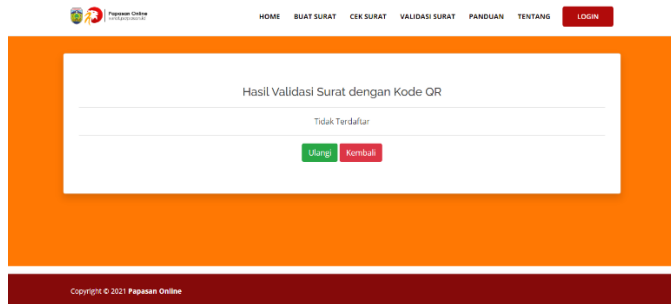 Papasan Online
HOME BUAT SURAT CEK SURAT VALIDASI SURAT PANDUAN TENTANG LOGIN
Hasil Validasi Surat dengan Kode QR
Tidak Terdaftar
Ulangi Kembali
Copyright © 2021 Papasan Online